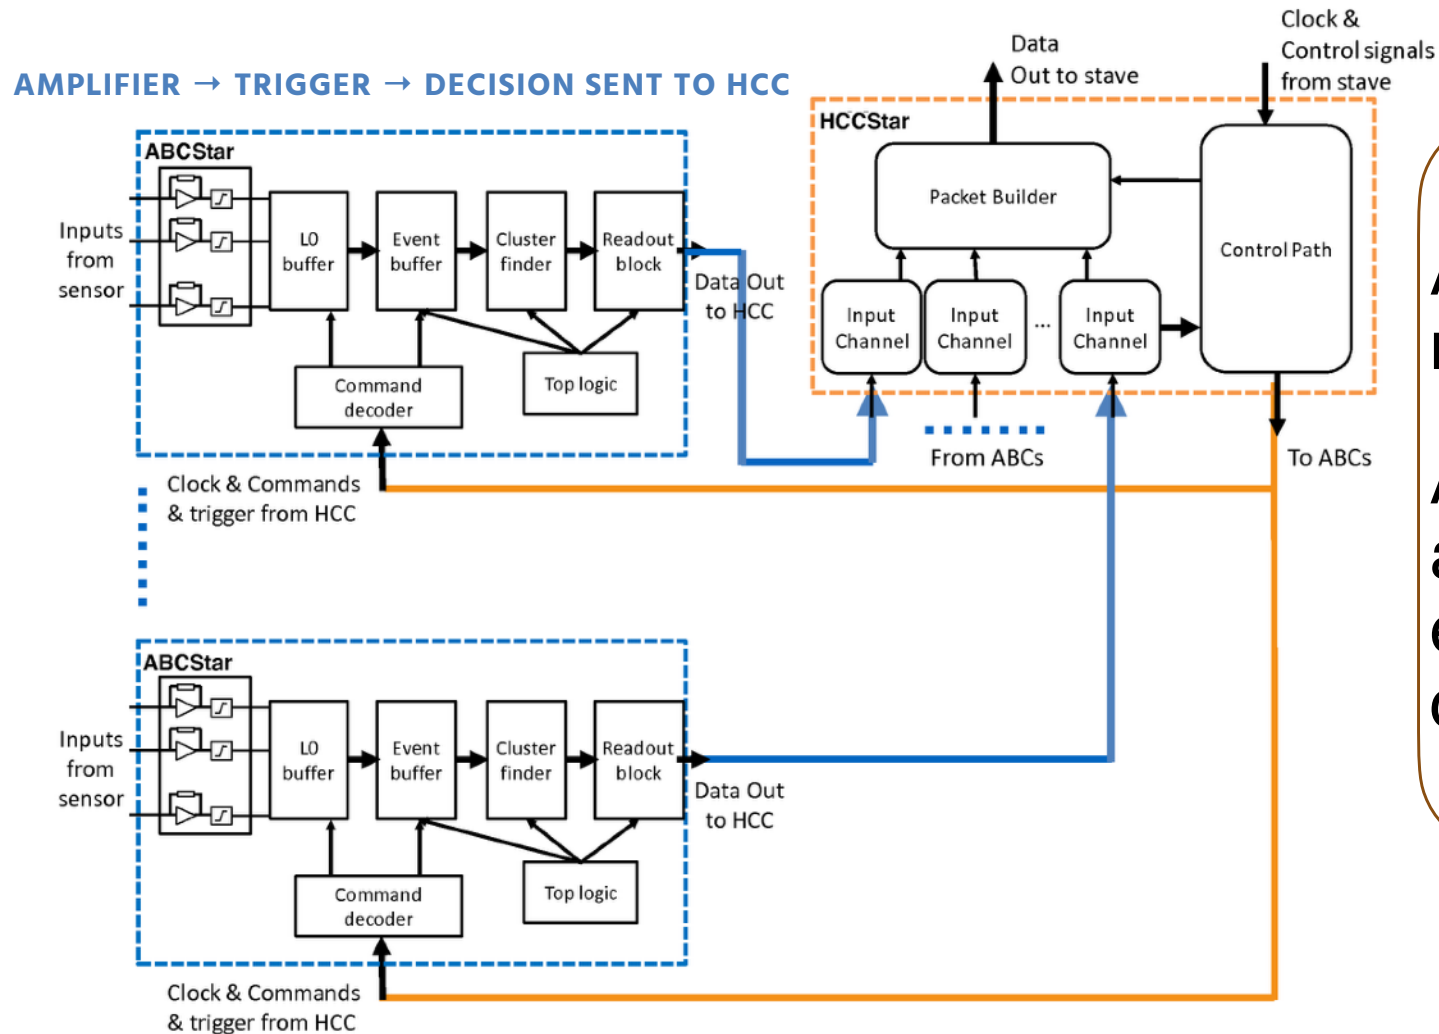 AMPLIFIER → TRIGGER → DECISION SENT TO HCC
Data
Out to stave
Clock &
Control signals
from stave
HCCStar
Packet Builder
Control Path
Input
Channel
Input
Channel
...
Input
Channel
From ABCs
To ABCs
ABCStar
Inputs
from
sensor
L0
buffer
Event
buffer
Cluster
finder
Readout
block
Data Out
to HCC
Command
decoder
Top logic
Clock & Commands
& trigger from HCC
ABCStar
Inputs
from
sensor
L0
buffer
Event
buffer
Cluster
finder
Readout
block
Data Out
to HCC
Command
decoder
Top logic
Clock & Commands
& trigger from HCC